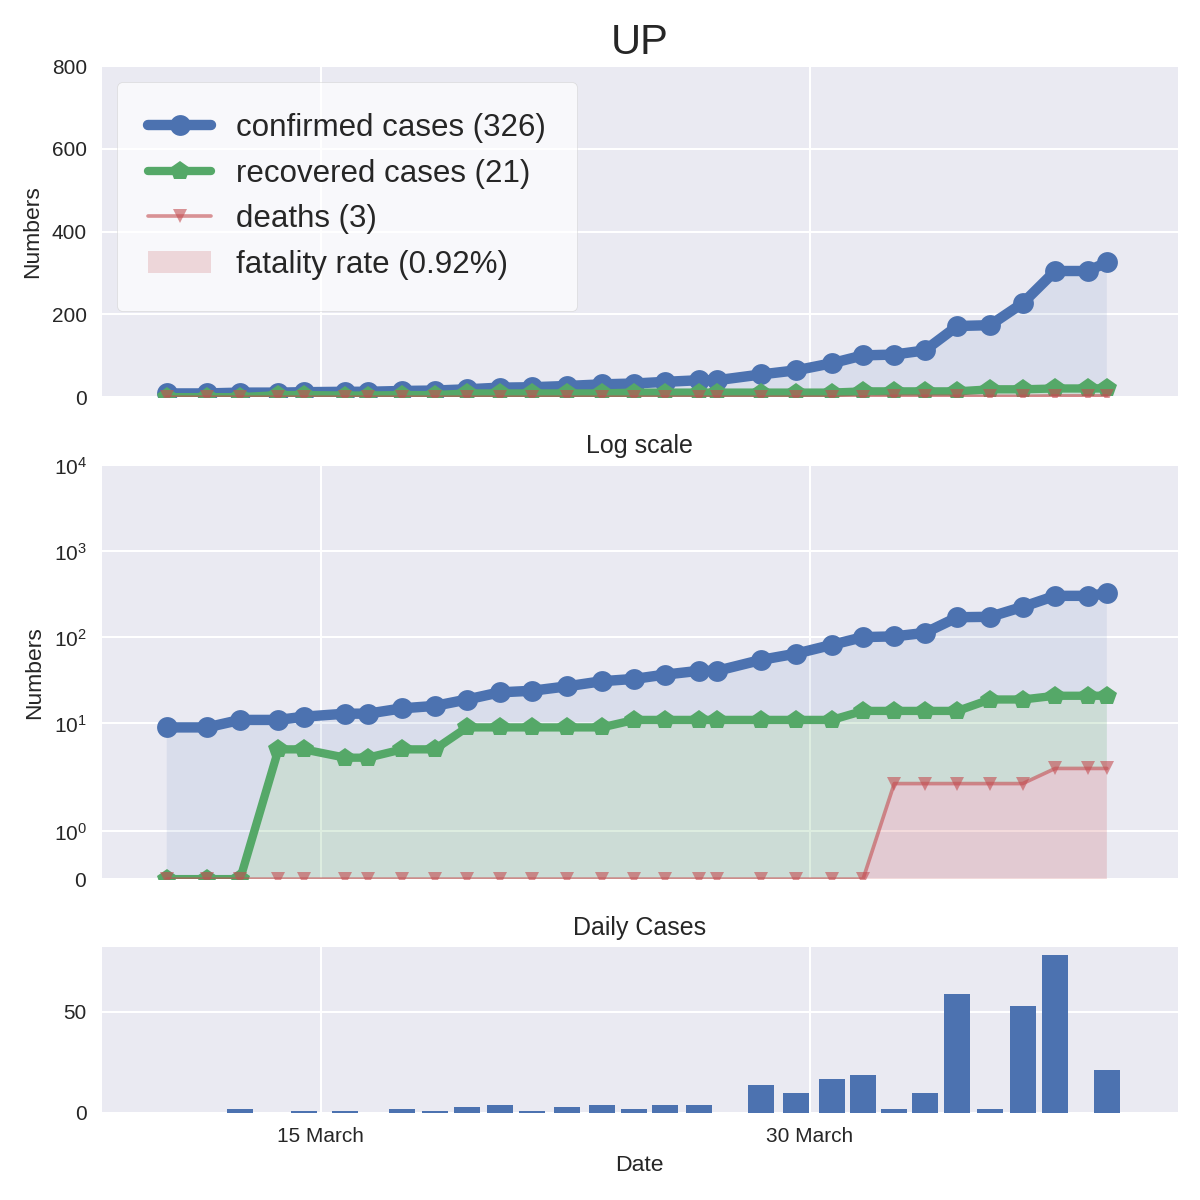 UP
800
600
400
200
0
Numbers
confirmed cases (326)
recovered cases (21)
deaths (3)
fatality rate (0.92%)
Log scale
10⁴
10³
10²
10¹
10⁰
0
Numbers
Daily Cases
50
0
15 March
30 March
Date